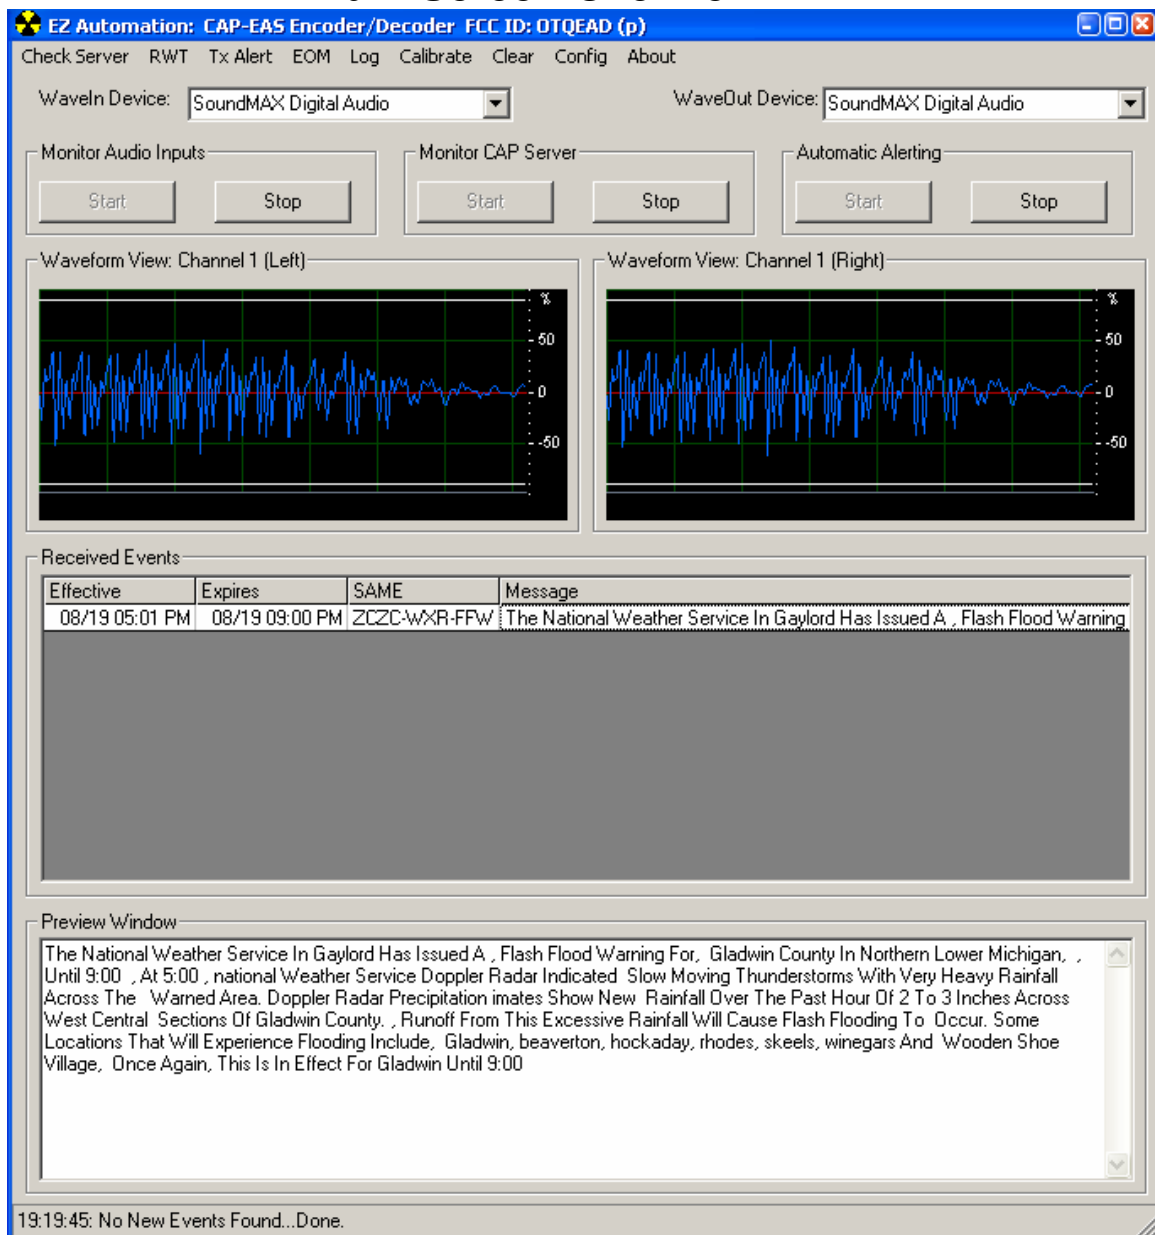 EZ Automation: CAP-EAS Encoder/Decoder FCC ID: OTQEAD (p)
Check Server RWT Tx Alert EOM Log Calibrate Clear Config About
WaveIn Device: SoundMAX Digital Audio WaveOut Device: SoundMAX Digital Audio
Monitor Audio Inputs Monitor CAP Server Automatic Alerting
Start Stop Start Stop Start Stop
Waveform View: Channel 1 (Left) Waveform View: Channel 1 (Right)
% %
50 50
0 0
-50 -50
Received Events
Effective Expires SAME Message
08/19 05:01 PM 08/19 09:00 PM ZCZC-WXR-FFW The National Weather Service In Gaylord Has Issued A , Flash Flood Warning
Preview Window
The National Weather Service In Gaylord Has Issued A , Flash Flood Warning For, Gladwin County In Northern Lower Michigan, ,
Until 9:00 , At 5:00 , national Weather Service Doppler Radar Indicated Slow Moving Thunderstorms With Very Heavy Rainfall
Across The Warned Area. Doppler Radar Precipitation imates Show New Rainfall Over The Past Hour Of 2 To 3 Inches Across
West Central Sections Of Gladwin County. , Runoff From This Excessive Rainfall Will Cause Flash Flooding To Occur. Some
Locations That Will Experience Flooding Include, Gladwin, beaverton, hockaday, rhodes, skeels, winegars And Wooden Shoe
Village, Once Again, This Is In Effect For Gladwin Until 9:00
19:19:45: No New Events Found...Done.